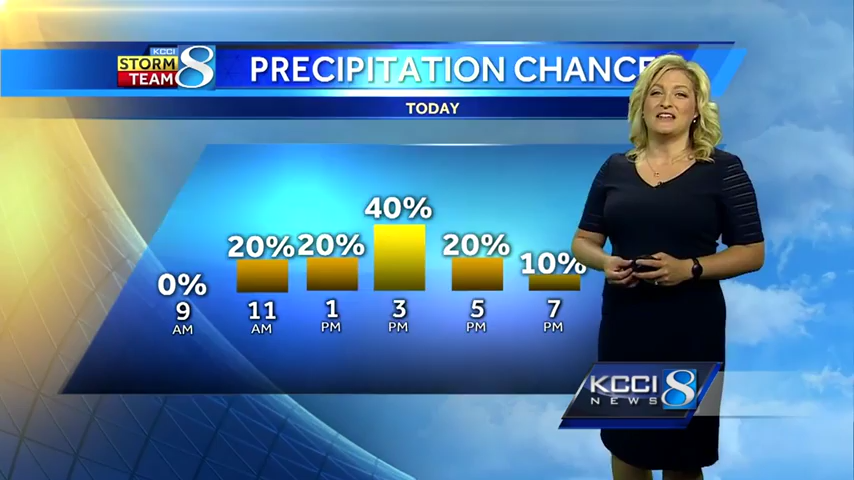 KCCI
STORM
TEAM 8
PRECIPITATION CHANCE
TODAY
40%
20% 20% 20%
10%
0%
9 11 1 3 5 7
AM AM PM PM PM PM
KCCI 8
NEWS